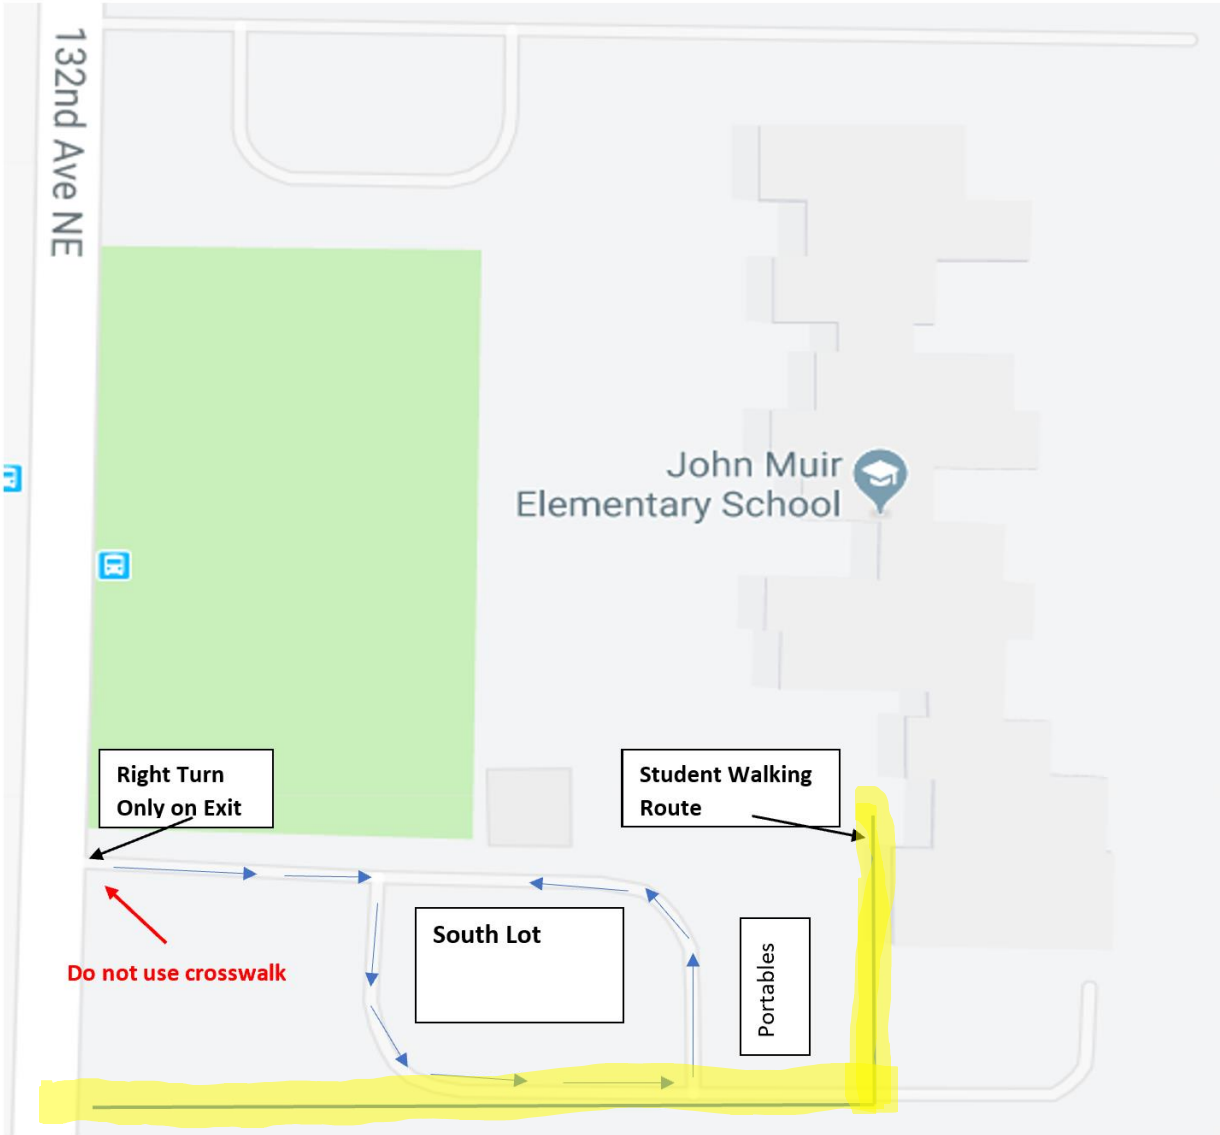 132nd Ave NE
John Muir
Elementary School
Right Turn
Only on Exit
Student Walking
Route
South Lot
Portables
Do not use crosswalk